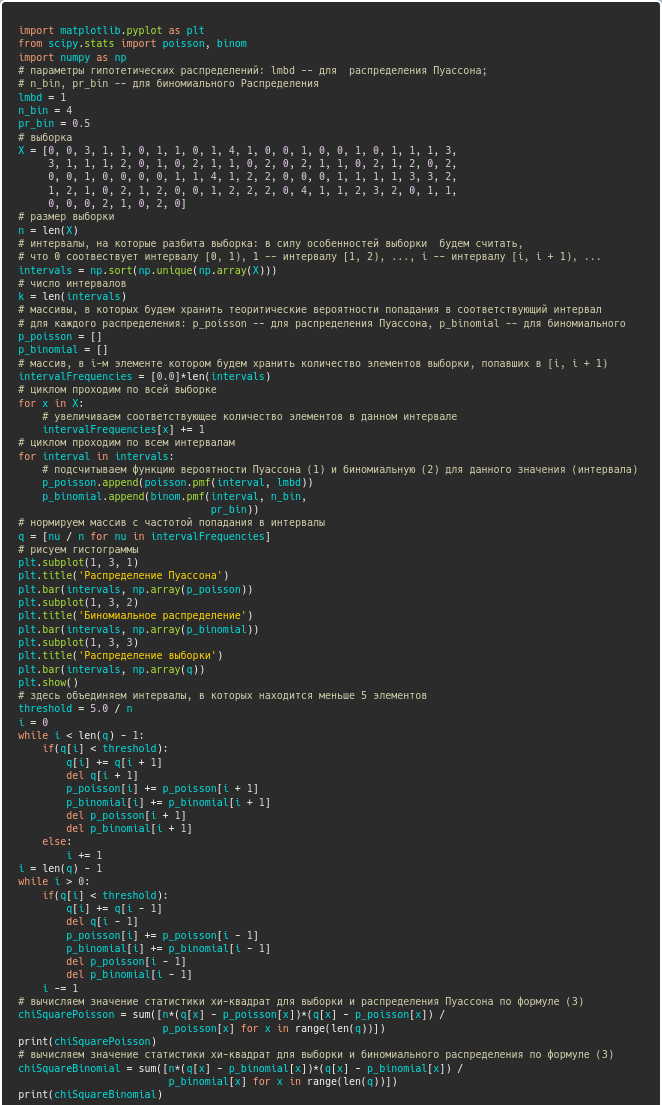 import matplotlib.pyplot as plt
from scipy.stats import poisson, binom
import numpy as np
# параметры гипотетических распределений: lmbd -- для  распределения Пуассона;
# n_bin, pr_bin -- для биномиального Распределения
lmbd = 1
n_bin = 4
pr_bin = 0.5
# выборка
X = [0, 0, 3, 1, 1, 0, 1, 1, 0, 1, 4, 1, 0, 0, 1, 0, 0, 1, 0, 1, 1, 1, 3,
     3, 1, 1, 1, 2, 0, 1, 0, 2, 1, 1, 0, 2, 0, 2, 1, 1, 0, 2, 1, 2, 0, 2,
     0, 0, 1, 0, 0, 0, 0, 1, 1, 4, 1, 2, 2, 0, 0, 0, 1, 1, 1, 1, 3, 3, 2,
     1, 2, 1, 0, 2, 1, 2, 0, 0, 1, 2, 2, 2, 0, 4, 1, 1, 2, 3, 2, 0, 1, 1,
     0, 0, 0, 2, 1, 0, 2, 0]
# размер выборки
n = len(X)
# интервалы, на которые разбита выборка: в силу особенностей выборки  будем считать,
# что 0 соотвествует интервалу [0, 1), 1 -- интервалу [1, 2), ..., i -- интервалу [i, i + 1), ...
intervals = np.sort(np.unique(np.array(X)))
# число интервалов
k = len(intervals)
# массивы, в которых будем хранить теоритические вероятности попадания в соответствующий интервал
# для каждого распределения: p_poisson -- для распределения Пуассона, p_binomial -- для биномиального
p_poisson = []
p_binomial = []
# массив, в i-м элементе котором будем хранить количество элементов выборки, попавших в [i, i + 1)
intervalFrequencies = [0.0]*len(intervals)
# циклом проходим по всей выборке
for x in X:
    # увеличиваем соответствующее количество элементов в данном интервале
    intervalFrequencies[x] += 1
# циклом проходим по всем интервалам
for interval in intervals:
    # подсчитываем функцию вероятности Пуассона (1) и биномиальную (2) для данного значения (интервала)
    p_poisson.append(poisson.pmf(interval, lmbd))
    p_binomial.append(binom.pmf(interval, n_bin,
                                pr_bin))
# нормируем массив с частотой попадания в интервалы
q = [nu / n for nu in intervalFrequencies]
# рисуем гистограммы
plt.subplot(1, 3, 1)
plt.title('Распределение Пуассона')
plt.bar(intervals, np.array(p_poisson))
plt.subplot(1, 3, 2)
plt.title('Биномиальное распределение')
plt.bar(intervals, np.array(p_binomial))
plt.subplot(1, 3, 3)
plt.title('Распределение выборки')
plt.bar(intervals, np.array(q))
plt.show()
# здесь объединяем интервалы, в которых находится меньше 5 элементов
threshold = 5.0 / n
i = 0
while i < len(q) - 1:
    if(q[i] < threshold):
        q[i] += q[i + 1]
        del q[i + 1]
        p_poisson[i] += p_poisson[i + 1]
        p_binomial[i] += p_binomial[i + 1]
        del p_poisson[i + 1]
        del p_binomial[i + 1]
    else:
        i += 1
i = len(q) - 1
while i > 0:
    if(q[i] < threshold):
        q[i] += q[i - 1]
        del q[i - 1]
        p_poisson[i] += p_poisson[i - 1]
        p_binomial[i] += p_binomial[i - 1]
        del p_poisson[i - 1]
        del p_binomial[i - 1]
    i -= 1
# вычисляем значение статистики хи-квадрат для выборки и распределения Пуассона по формуле (3)
chiSquarePoisson = sum([n*(q[x] - p_poisson[x])*(q[x] - p_poisson[x]) /
                        p_poisson[x] for x in range(len(q))])
print(chiSquarePoisson)
# вычисляем значение статистики хи-квадрат для выборки и биномиального распределения по формуле (3)
chiSquareBinomial = sum([n*(q[x] - p_binomial[x])*(q[x] - p_binomial[x]) /
                         p_binomial[x] for x in range(len(q))])
print(chiSquareBinomial)